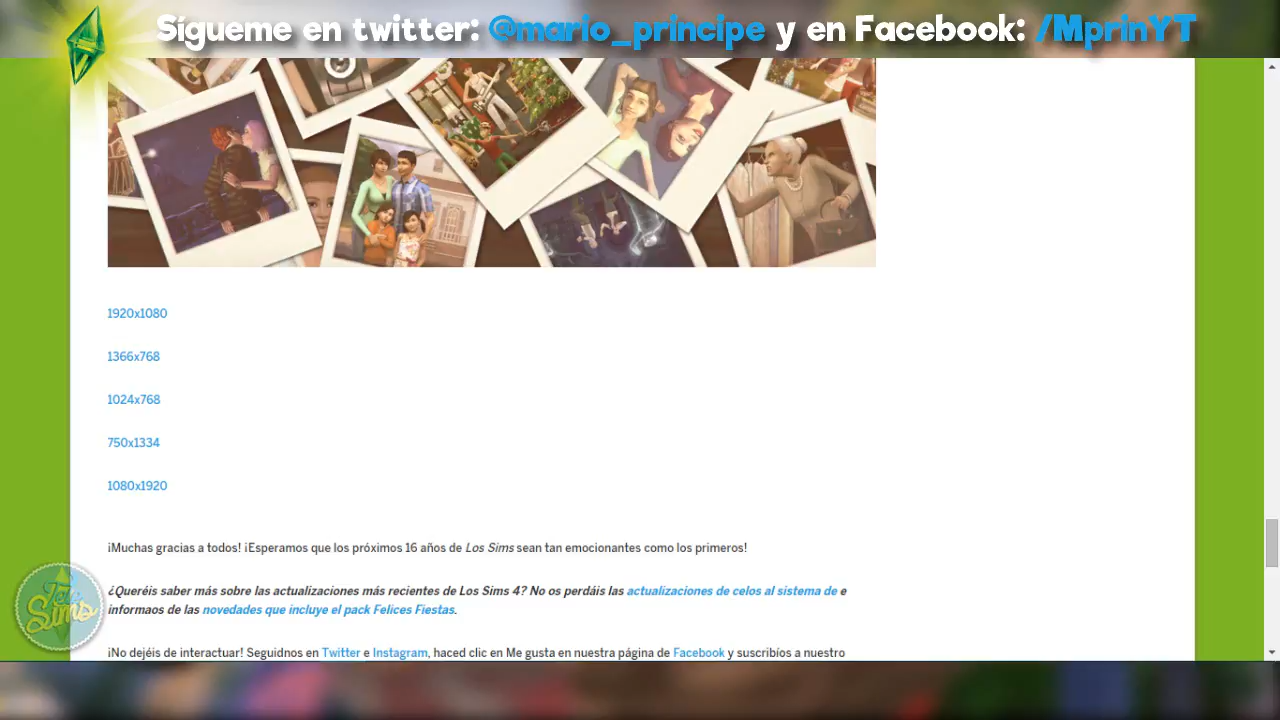 Sígueme en twitter: @mario_principe y en Facebook: /MprinYT
1920x1080
1366x768
1024x768
750x1334
1080x1920
¡Muchas gracias a todos! ¡Esperamos que los próximos 16 años de Los Sims sean tan emocionantes como los primeros!
¿Queréis saber más sobre las actualizaciones más recientes de Los Sims 4? No os perdáis las actualizaciones de celos al sistema de e
informaos de las novedades que incluye el pack Felices Fiestas.
Sims
¡No dejéis de interactuar! Seguidnos en Twitter e Instagram, haced clic en Me gusta en nuestra página de Facebook y suscribíos a nuestro